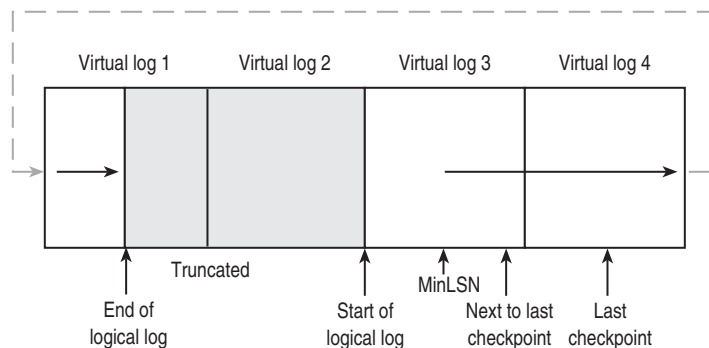 Virtual log 1
Virtual log 2
Virtual log 3
Virtual log 4
Truncated
MinLSN
End of
logical log
Start of
logical log
Next to last
checkpoint
Last
checkpoint